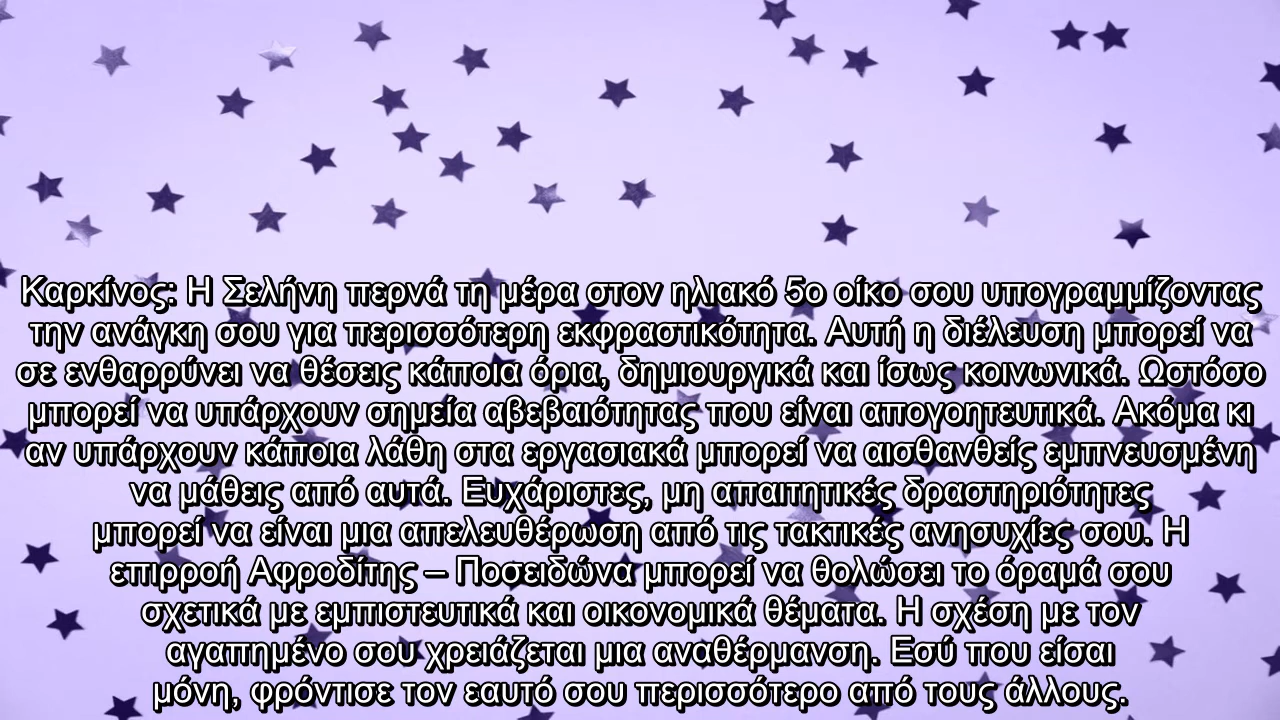 Καρκίνος: Η Σελήνη περνά τη μέρα στον ηλιακό 5ο οίκο σου υπογραμμίζοντας
την ανάγκη σου για περισσότερη εκφραστικότητα. Αυτή η διέλευση μπορεί να
σε ενθαρρύνει να θέσεις κάποια όρια, δημιουργικά και ίσως κοινωνικά. Ωστόσο
μπορεί να υπάρχουν σημεία αβεβαιότητας που είναι απογοητευτικά. Ακόμα κι
αν υπάρχουν κάποια λάθη στα εργασιακά μπορεί να αισθανθείς εμπνευσμένη
να μάθεις από αυτά. Ευχάριστες, μη απαιτητικές δραστηριότητες
μπορεί να είναι μια απελευθέρωση από τις τακτικές ανησυχίες σου. Η
επιρροή Αφροδίτης – Ποσειδώνα μπορεί να θολώσει το όραμά σου
σχετικά με εμπιστευτικά και οικονομικά θέματα. Η σχέση με τον
αγαπημένο σου χρειάζεται μια αναθέρμανση. Εσύ που είσαι
μόνη, φρόντισε τον εαυτό σου περισσότερο από τους άλλους.